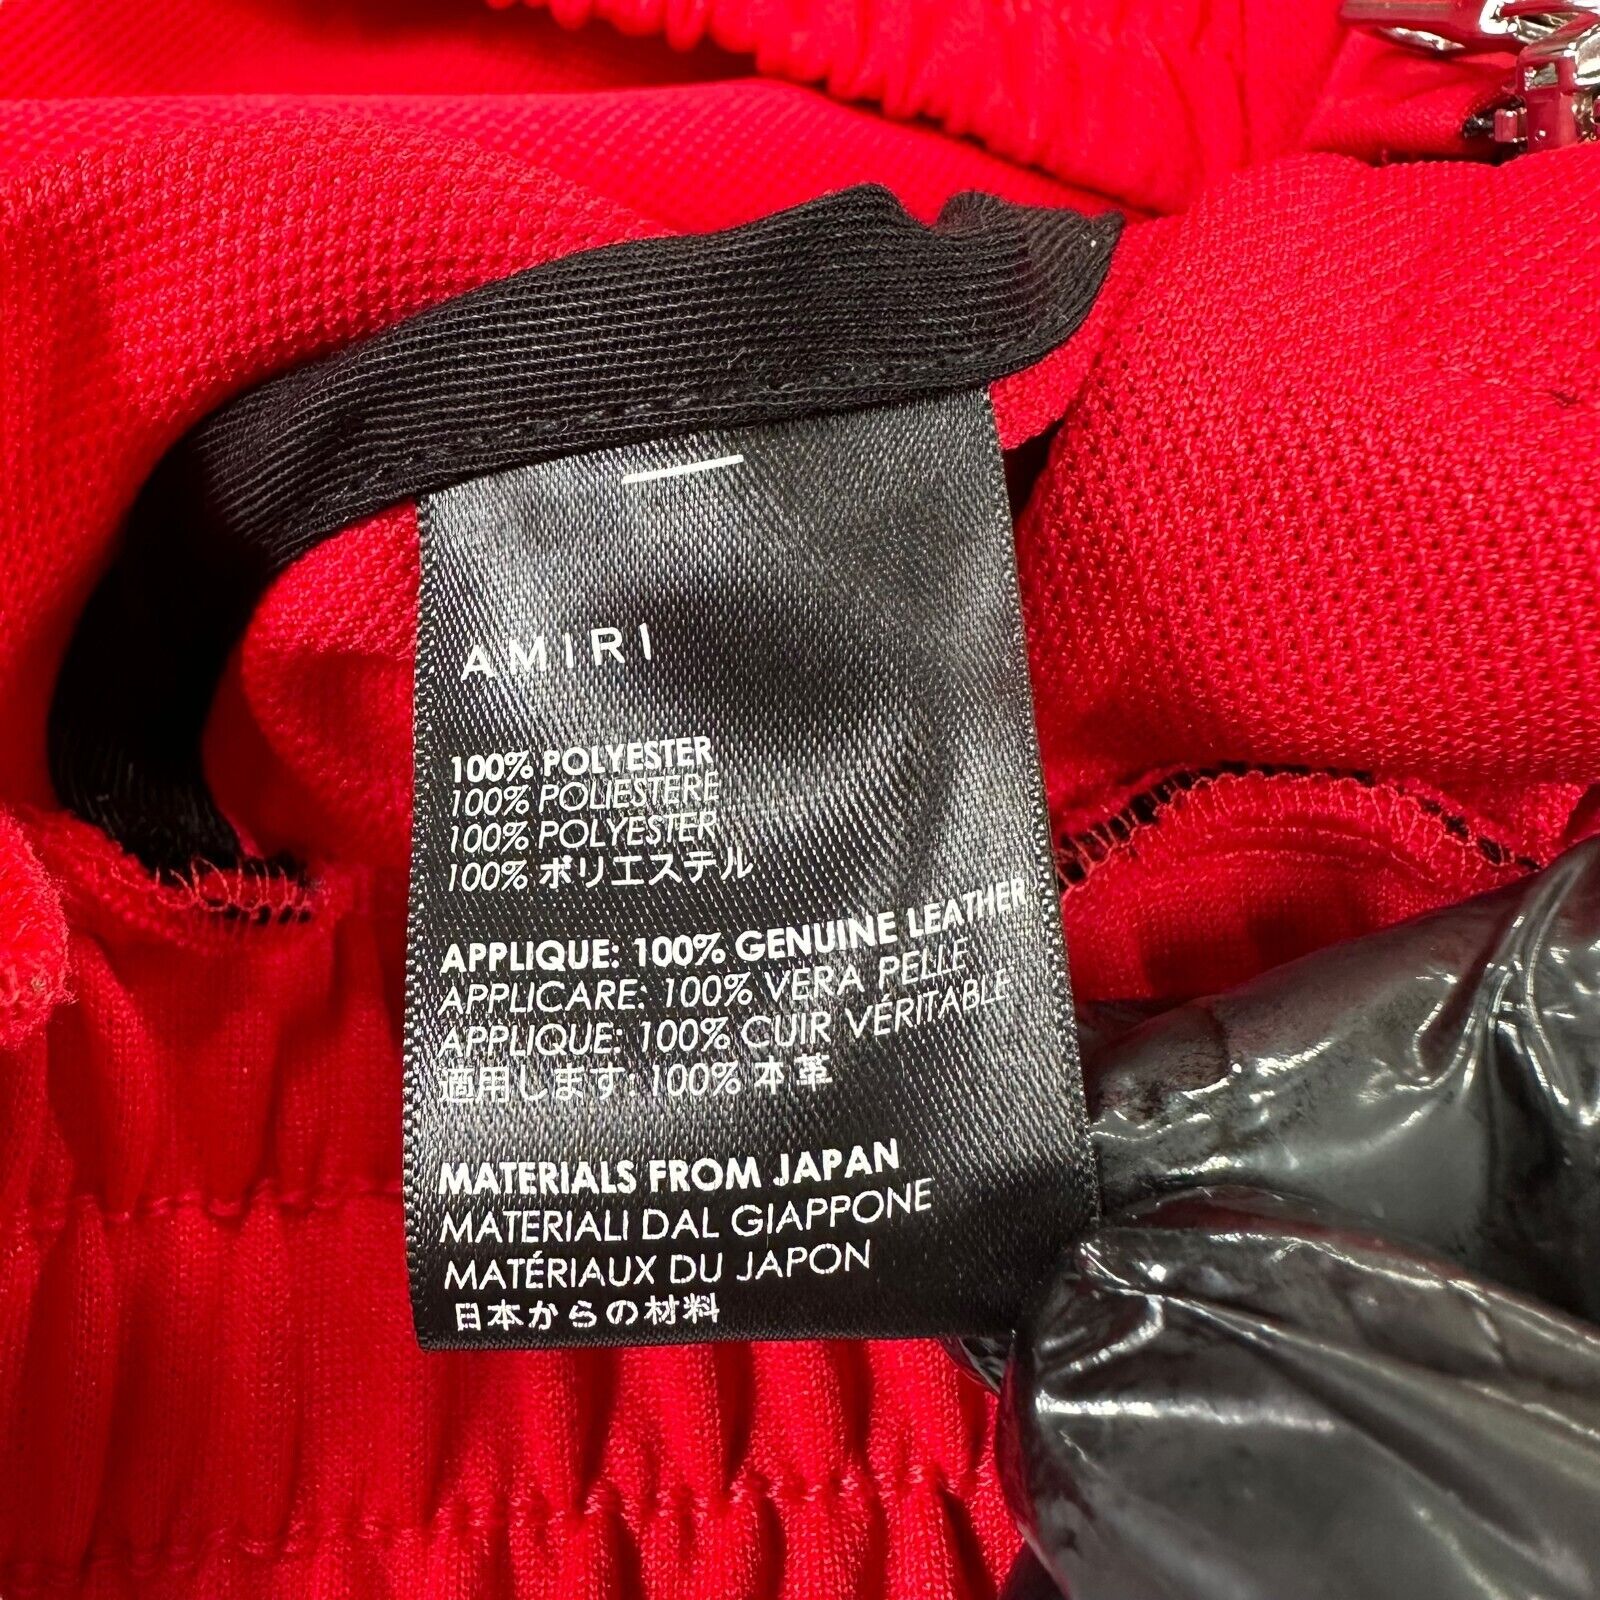 AMIRI
100% POLYESTER
100% POLIESTERE
100% POLYESTER
100% ポリエステル
APPLIQUE: 100% GENUINE LEATHER
APPLICARE: 100% VERA PELLE
APPLIQUE: 100% CUIR VÉRITABLE
適用します: 100% 本革
MATERIALS FROM JAPAN
MATERIALI DAL GIAPPONE
MATÉRIAUX DU JAPON
日本からの材料